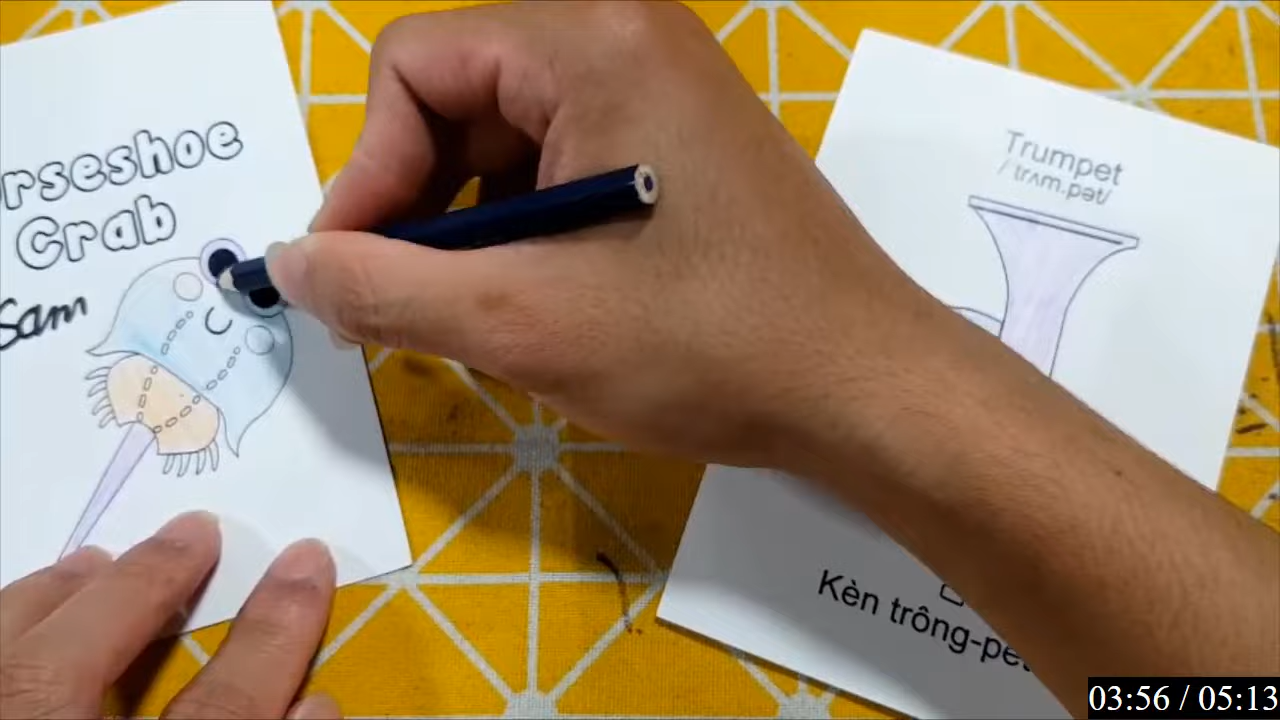 rseshoe
Crab
Sam
Trumpet
/ˈtrʌm.pət/
Kèn trông-pet
03:56 / 05:13